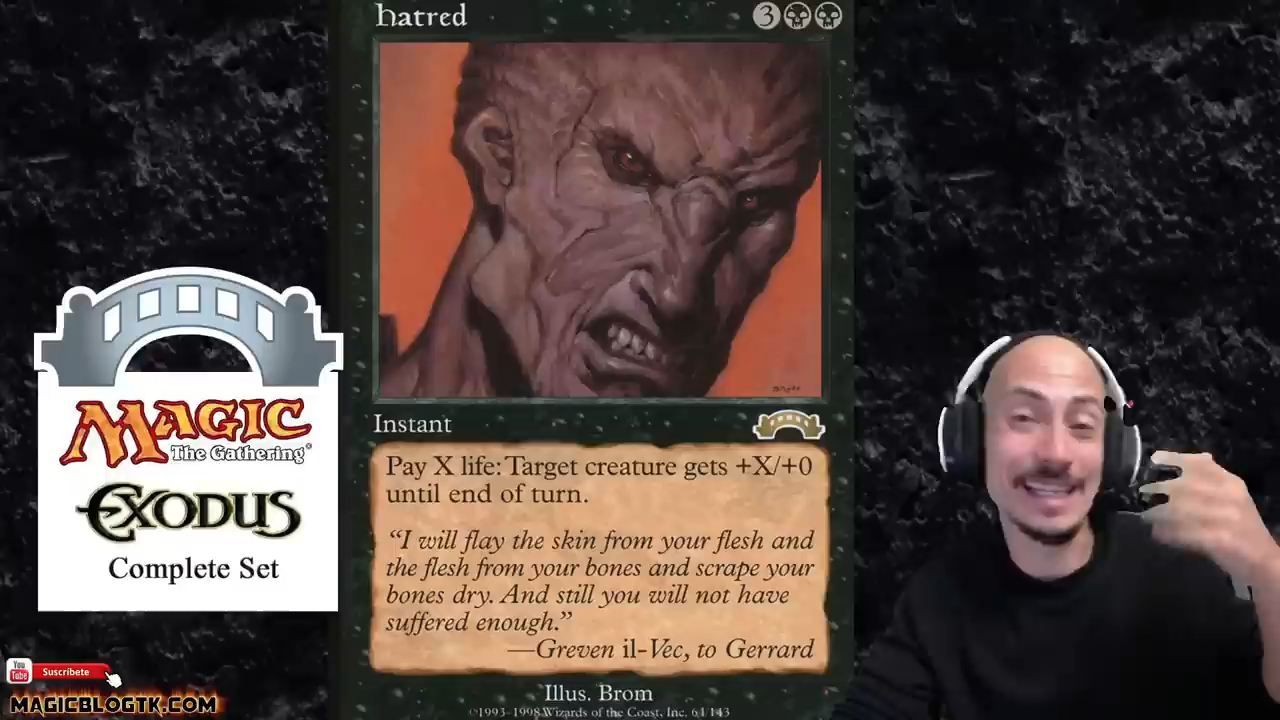 hatred
3
MAGIC
The Gathering®
EXODUS
Complete Set
Instant
Pay X life: Target creature gets +X/+0
until end of turn.
“I will flay the skin from your flesh and
the flesh from your bones and scrape your
bones dry. And still you will not have
suffered enough.”
—Greven il-Vec, to Gerrard
Illus. Brom
©1993-1998 Wizards of the Coast, Inc. 61/143
You
Tube
Suscríbete
MAGICBLOGTK.COM